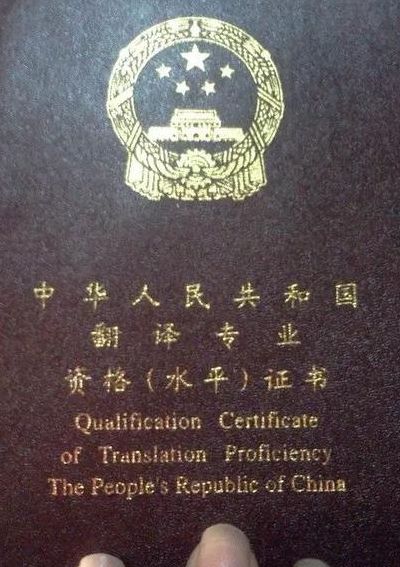 中华人民共和国
翻译专业
资格(水平)证书
Qualification Certificate
of Translation Proficiency
The People's Republic of China